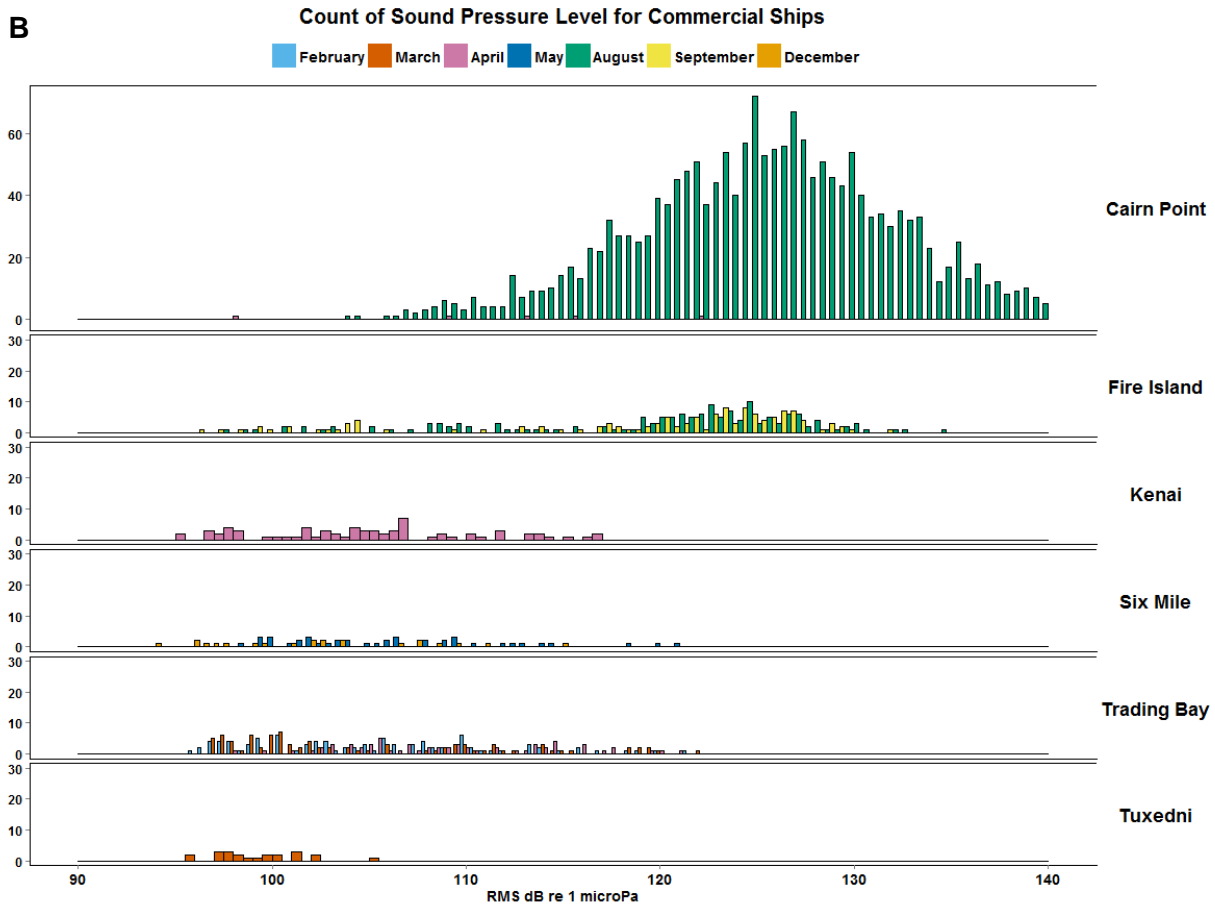 B
Count of Sound Pressure Level for Commercial Ships
February March April May August September December
60
40
20
0
Cairn Point
30
20
10
0
Fire Island
30
20
10
0
Kenai
30
20
10
0
Six Mile
30
20
10
0
Trading Bay
30
20
10
0
Tuxedni
90 100 110 120 130 140
RMS dB re 1 microPa